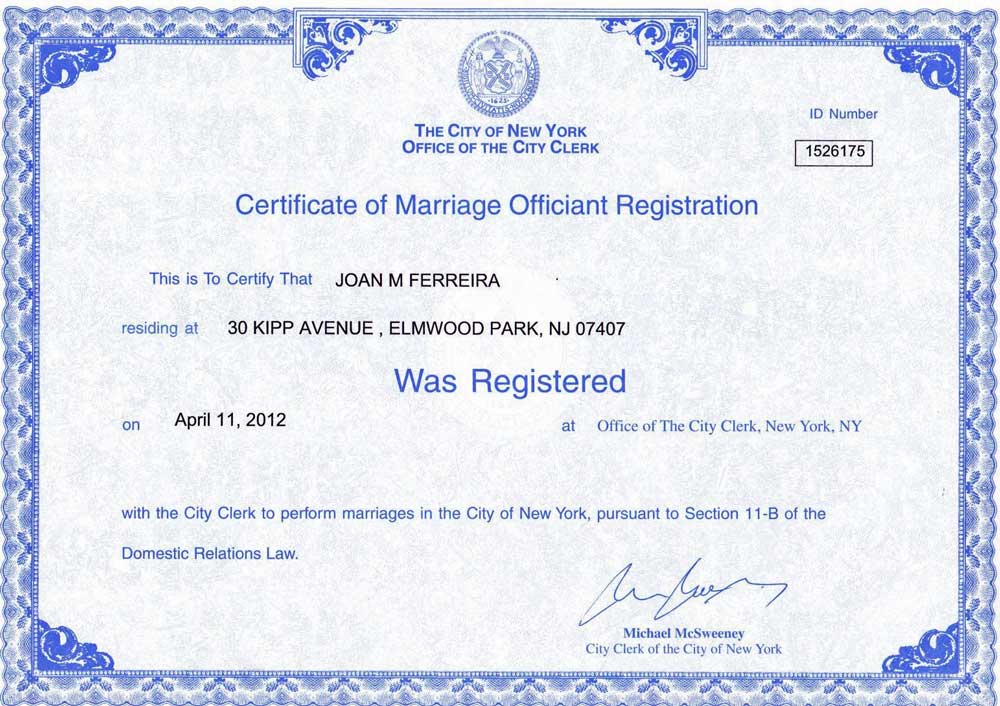 ·1625·
THE CITY OF NEW YORK
OFFICE OF THE CITY CLERK
ID Number
1526175
Certificate of Marriage Officiant Registration
This is To Certify That JOAN M FERREIRA
residing at 30 KIPP AVENUE , ELMWOOD PARK, NJ 07407
Was Registered
on April 11, 2012 at Office of The City Clerk, New York, NY
with the City Clerk to perform marriages in the City of New York, pursuant to Section 11-B of the
Domestic Relations Law.
Michael McSweeney
City Clerk of the City of New York